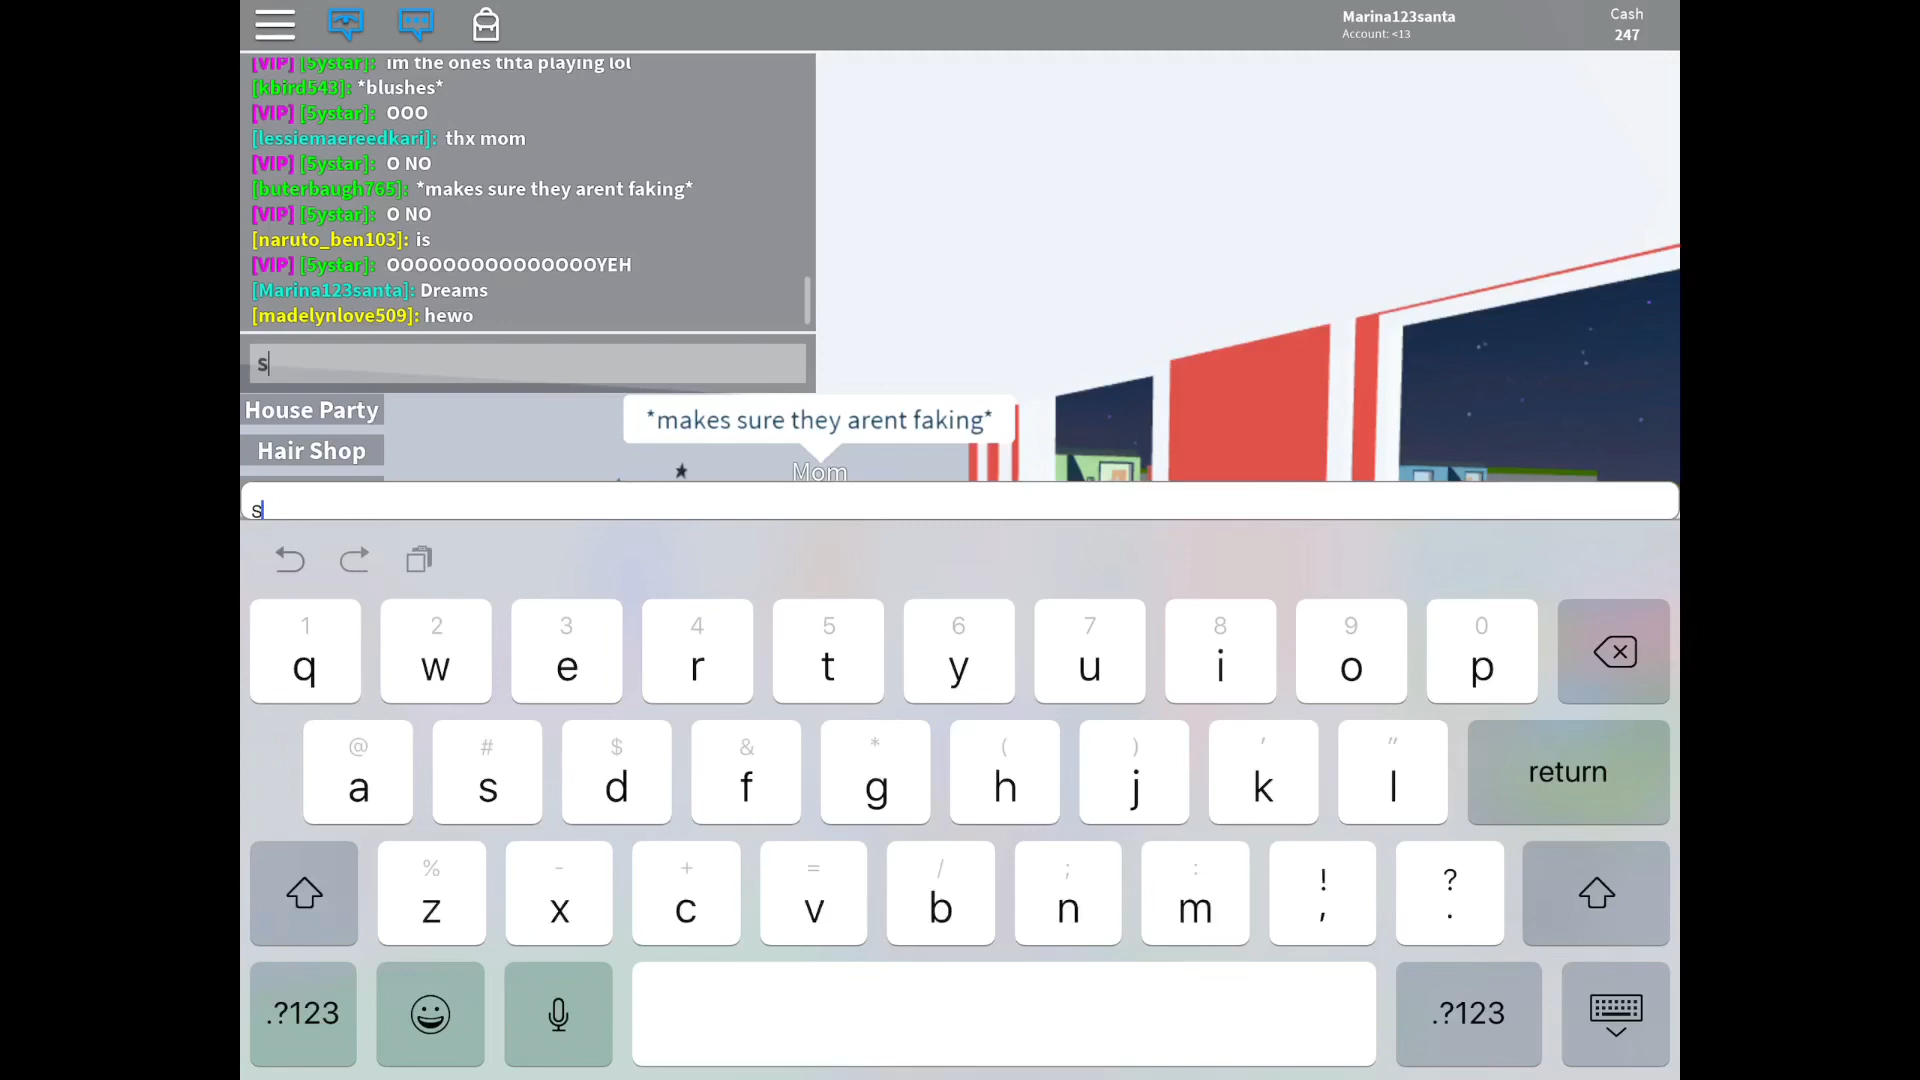 Marina123santa
Account: <13
Cash
247
[VIP] [5ystar]: im the ones thta playing lol
[kbird543]: *blushes*
[VIP] [5ystar]: OOO
[lessiemaereedkari]: thx mom
[VIP] [5ystar]: O NO
[buterbaugh765]: *makes sure they arent faking*
[VIP] [5ystar]: O NO
[naruto_ben103]: is
[VIP] [5ystar]: OOOOOOOOOOOOOOOYEH
[Marina123santa]: Dreams
[madelynlove509]: hewo
s
House Party
Hair Shop
*makes sure they arent faking*
Mom
s
1 2 3 4 5 6 7 8 9 0
q w e r t y u i o p
@ # $ & * ( ) ' "
a s d f g h j k l return
% - + = / ; : ! ?
z x c v b n m , .
.?123 .?123